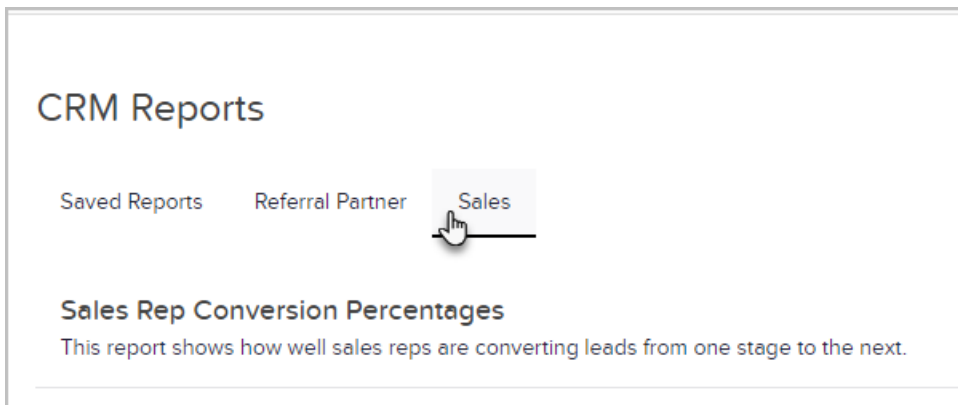 CRM Reports
Saved Reports Referral Partner Sales
Sales Rep Conversion Percentages
This report shows how well sales reps are converting leads from one stage to the next.